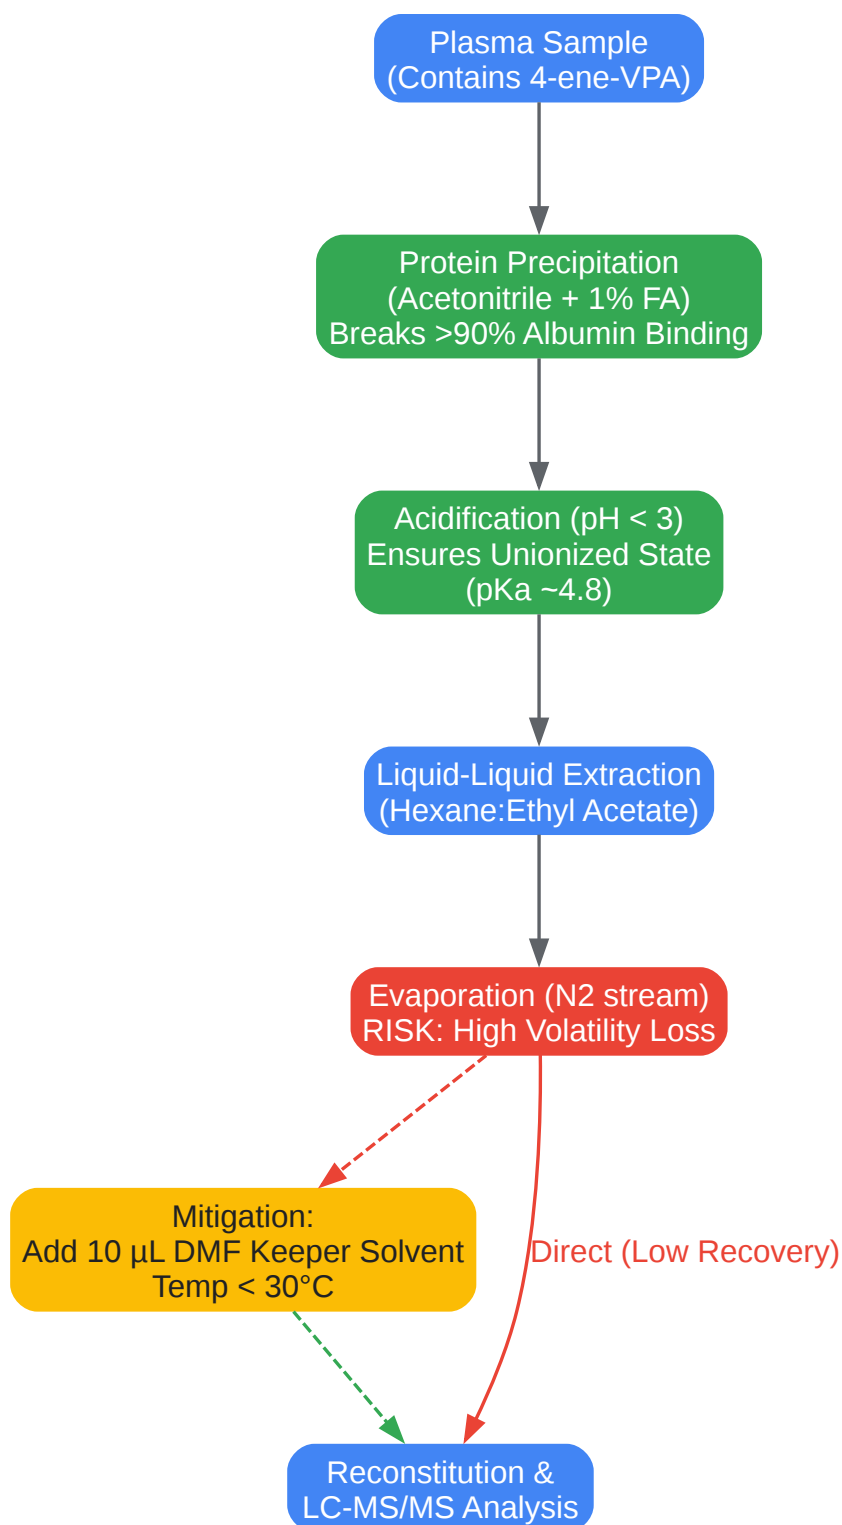 Plasma Sample
(Contains 4-ene-VPA)
Protein Precipitation
(Acetonitrile + 1% FA)
Breaks >90% Albumin Binding
Acidification (pH < 3)
Ensures Unionized State
(pKa ~4.8)
Liquid-Liquid Extraction
(Hexane:Ethyl Acetate)
Evaporation (N2 stream)
RISK: High Volatility Loss
Mitigation:
Add 10 µL DMF Keeper Solvent
Temp < 30°C
Direct (Low Recovery)
Reconstitution &
LC-MS/MS Analysis